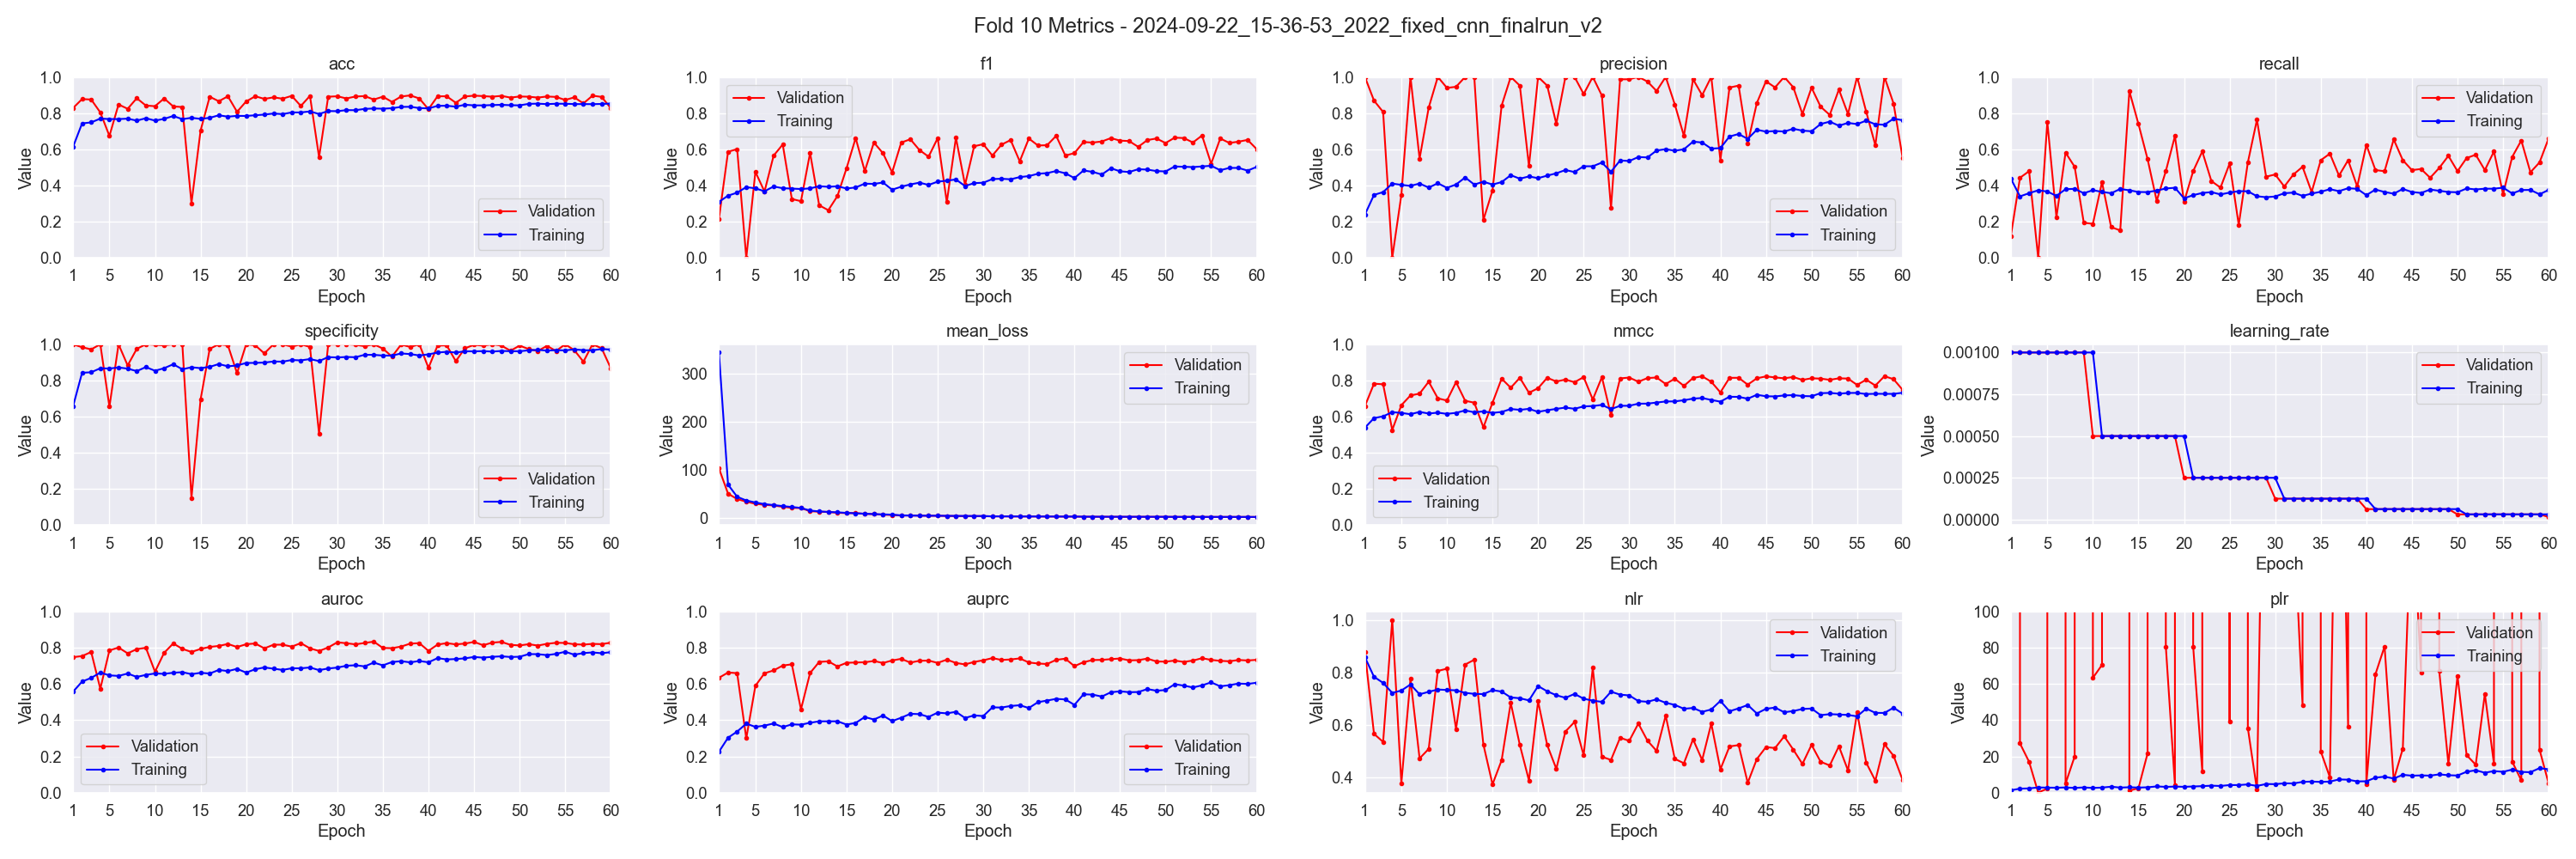 Fold 10 Metrics - 2024-09-22_15-36-53_2022_fixed_cnn_finalrun_v2
acc
Value
1.0
0.8
0.6
0.4
0.2
0.0
Validation
Training
1 5 10 15 20 25 30 35 40 45 50 55 60
Epoch
f1
Value
1.0
0.8
0.6
0.4
0.2
0.0
Validation
Training
1 5 10 15 20 25 30 35 40 45 50 55 60
Epoch
precision
Value
1.0
0.8
0.6
0.4
0.2
0.0
Validation
Training
1 5 10 15 20 25 30 35 40 45 50 55 60
Epoch
recall
Value
1.0
0.8
0.6
0.4
0.2
0.0
Validation
Training
1 5 10 15 20 25 30 35 40 45 50 55 60
Epoch
specificity
Value
1.0
0.8
0.6
0.4
0.2
0.0
Validation
Training
1 5 10 15 20 25 30 35 40 45 50 55 60
Epoch
mean_loss
Value
300
200
100
0
Validation
Training
1 5 10 15 20 25 30 35 40 45 50 55 60
Epoch
nmcc
Value
1.0
0.8
0.6
0.4
0.2
0.0
Validation
Training
1 5 10 15 20 25 30 35 40 45 50 55 60
Epoch
learning_rate
Value
0.00100
0.00075
0.00050
0.00025
0.00000
Validation
Training
1 5 10 15 20 25 30 35 40 45 50 55 60
Epoch
auroc
Value
1.0
0.8
0.6
0.4
0.2
0.0
Validation
Training
1 5 10 15 20 25 30 35 40 45 50 55 60
Epoch
auprc
Value
1.0
0.8
0.6
0.4
0.2
0.0
Validation
Training
1 5 10 15 20 25 30 35 40 45 50 55 60
Epoch
nlr
Value
1.0
0.8
0.6
0.4
Validation
Training
1 5 10 15 20 25 30 35 40 45 50 55 60
Epoch
plr
Value
100
80
60
40
20
0
Validation
Training
1 5 10 15 20 25 30 35 40 45 50 55 60
Epoch